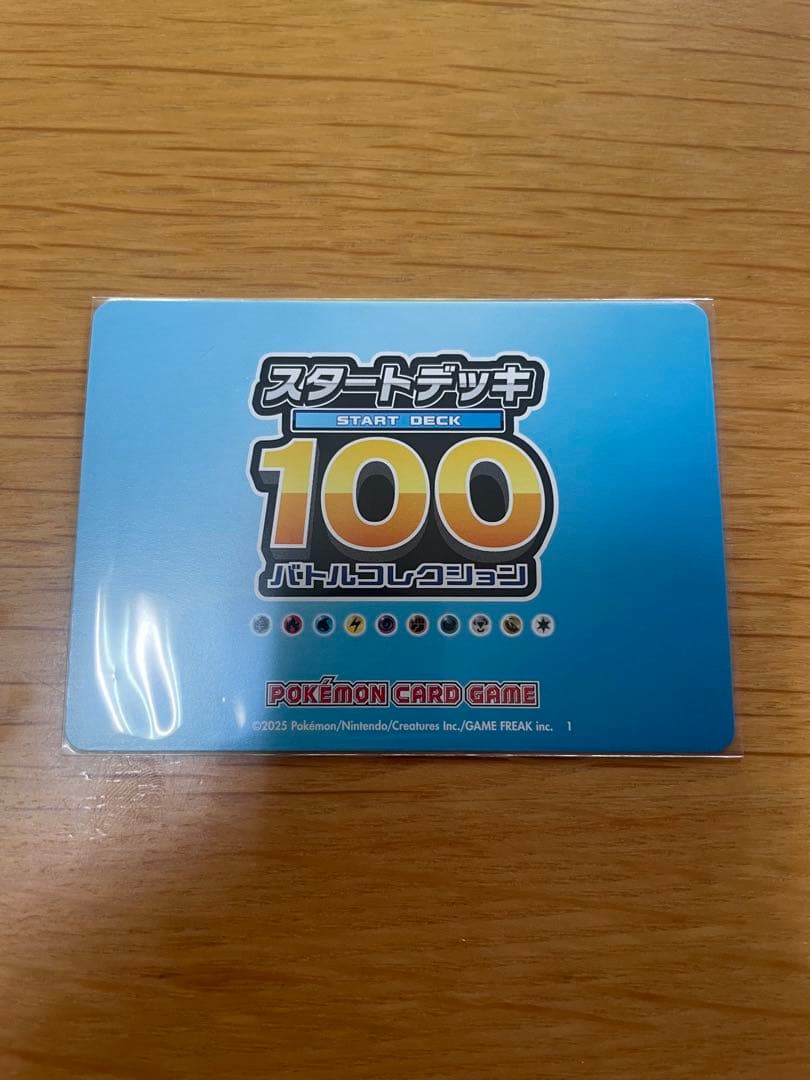 スタートデッキ
START DECK
100
バトルコレクション
POKÉMON CARD GAME
©2025 Pokémon/Nintendo/Creatures Inc./GAME FREAK inc. 1